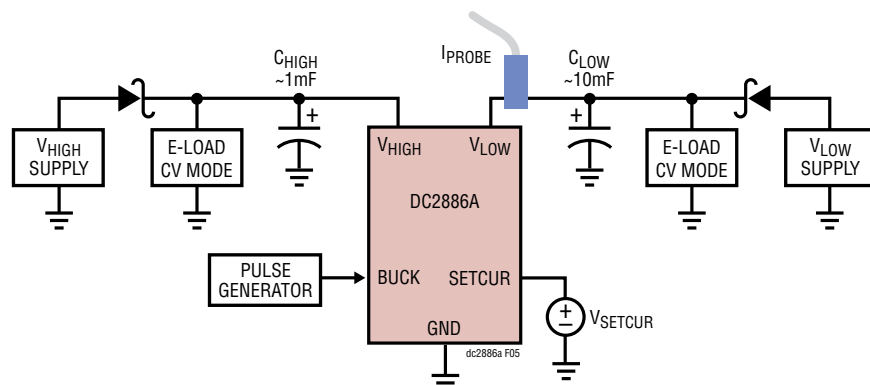 I_PROBE
C_HIGH
~1mF
C_LOW
~10mF
+
+
V_HIGH
SUPPLY
E-LOAD
CV MODE
V_HIGH
V_LOW
E-LOAD
CV MODE
V_LOW
SUPPLY
DC2886A
PULSE
GENERATOR
BUCK
SETCUR
+
–
V_SETCUR
GND
dc2886a F05